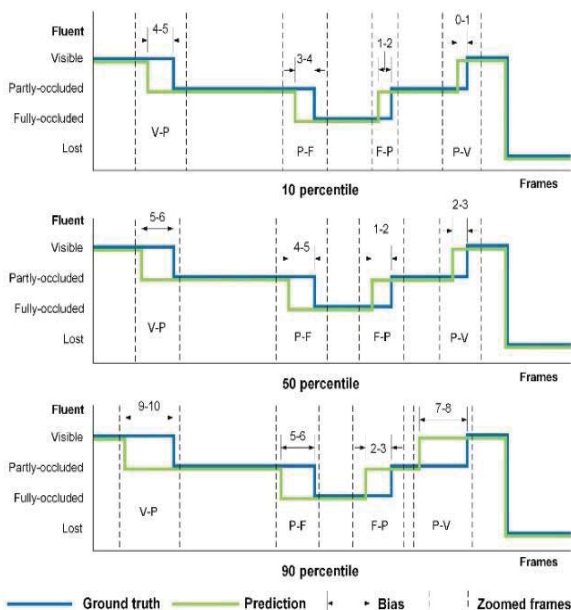 Fluent
4-5 3-4 1-2 0-1
Visible
Partly-occluded
Fully-occluded
Lost
V-P P-F F-P P-V
Frames
10 percentile
Fluent
5-6 4-5 1-2 2-3
Visible
Partly-occluded
Fully-occluded
Lost
V-P P-F F-P P-V
Frames
50 percentile
Fluent
9-10 5-6 2-3 7-8
Visible
Partly-occluded
Fully-occluded
Lost
V-P P-F F-P P-V
Frames
90 percentile
Ground truth Prediction Bias Zoomed frames